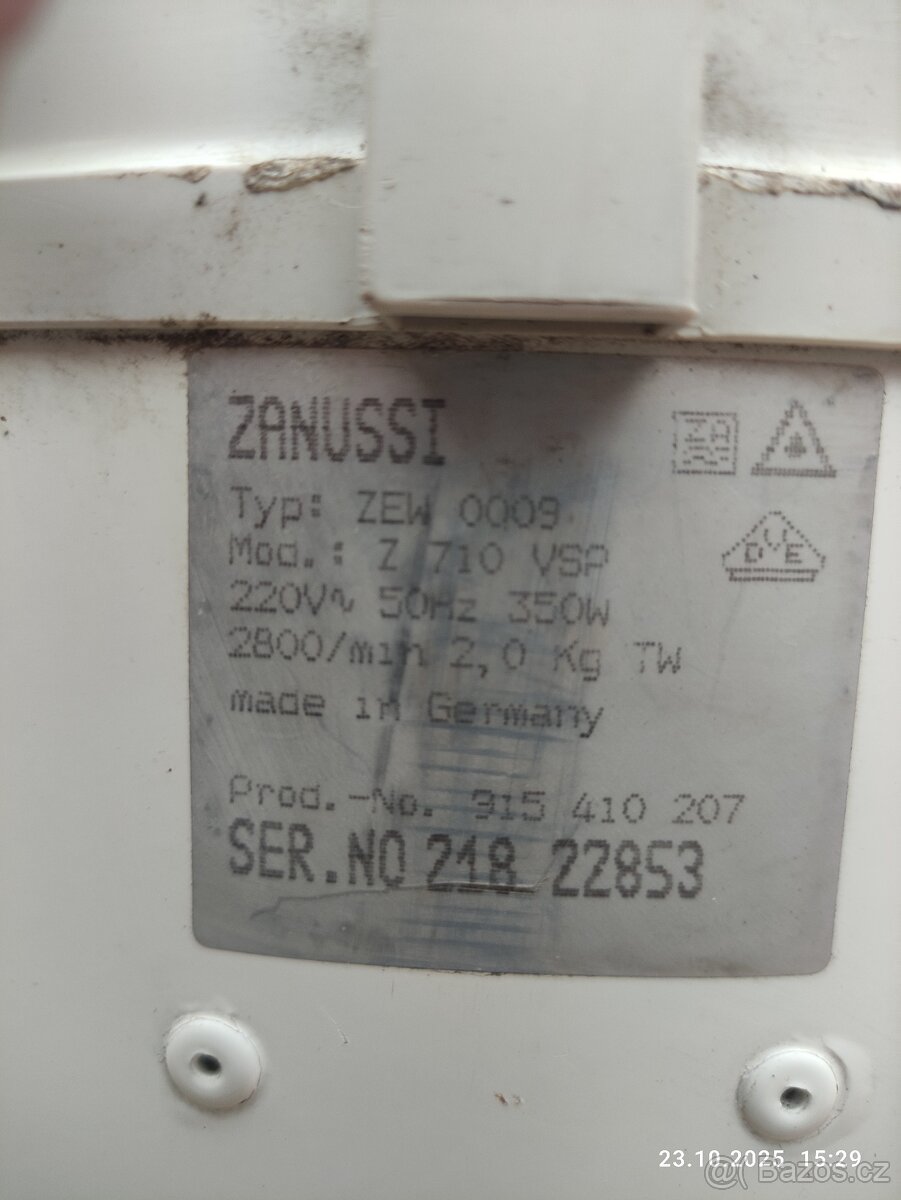 ZANUSSI
Typ: ZEW 0009
Mod.: Z 710 VSP
220V∿ 50Hz 350W
2800/min 2,0 Kg TW
made in Germany
DVE
Prod.-No. 915 410 207
SER.NO 218 22853
23.10.2025 15:29
@ Bazos.cz